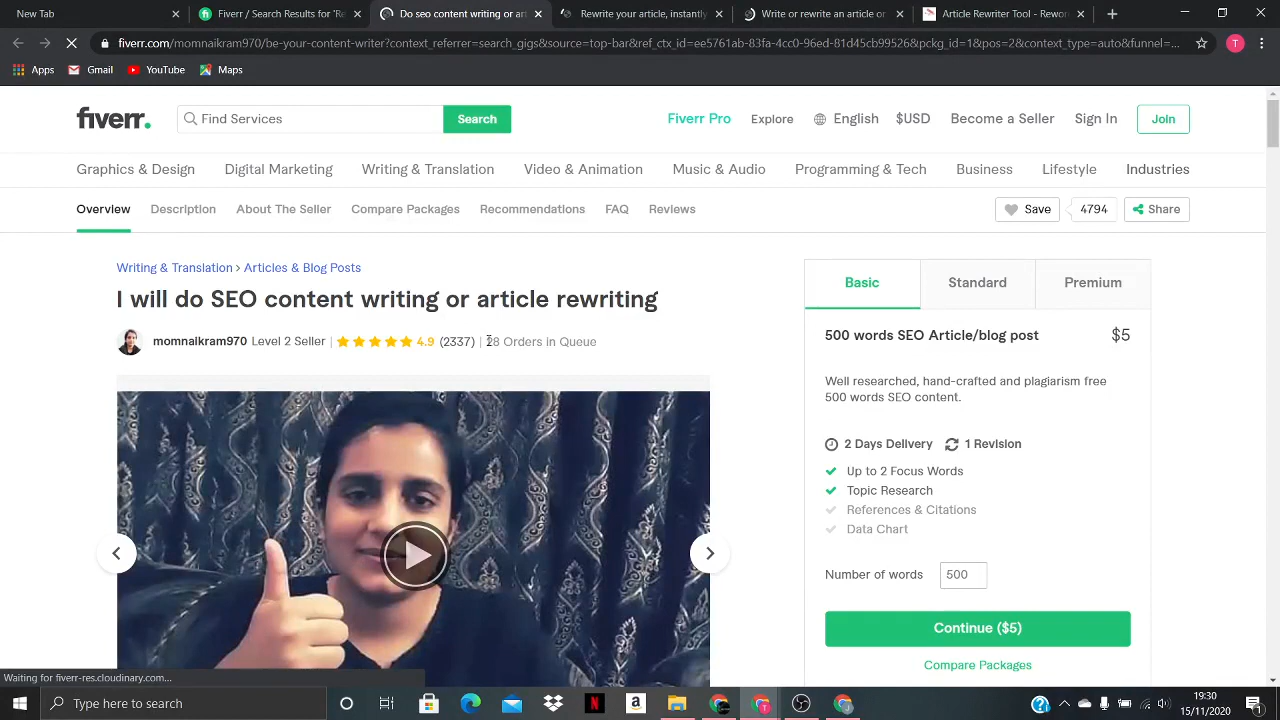 New Tab
fi Results for "Re
Do seo content writing or articl
Rewrite your article, instantly
Write or rewrite an article or
Article Rewriter
fiverr.com/momnaikram970/be-your-content-writer?context_referrer=search_gigs&source=top-bar&ref_ctx_id=ee5761ab-83fa-4cc0-96ed-81d45cb99526&pckg_id=1&pos=2&context_type=auto&funnel=...
T
Apps Gmail YouTube Maps
fiverr. Find Services Search Fiverr Pro Explore English $USD Become a Seller Sign In Join
Graphics & Design Digital Marketing Writing & Translation Video & Animation Music & Audio Programming & Tech Business Lifestyle Industries
Overview Description About The Seller Compare Packages Recommendations FAQ Reviews Save 4794 Share
Writing & Translation › Articles & Blog Posts
I will do SEO content writing or article rewriting
momnaikram970 Level 2 Seller | 4.9 (2337) | 28 Orders in Queue
Basic Standard Premium
500 words SEO Article/blog post $5
Well researched, hand-crafted and plagiarism free
500 words SEO content.
2 Days Delivery 1 Revision
Up to 2 Focus Words
Topic Research
References & Citations
Data Chart
Number of words 500
Continue ($5)
Compare Packages
Waiting for fiverr-res.cloudinary.com...
Type here to search
19:30
15/11/2020